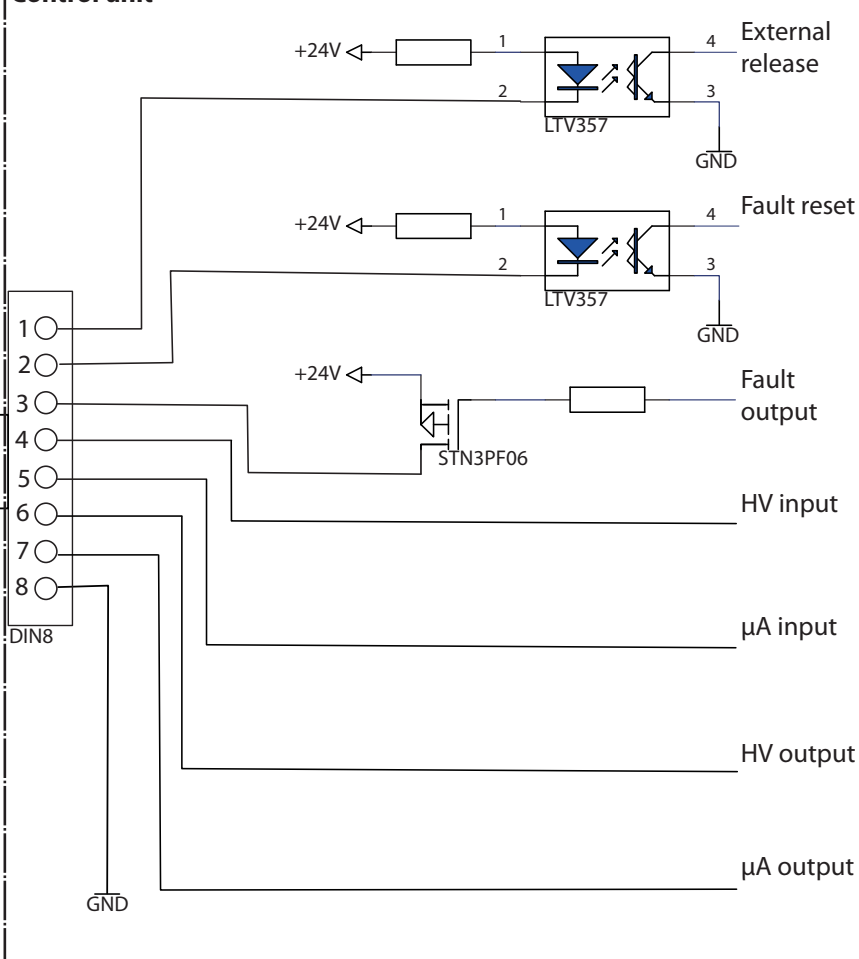 Control unit
+24V
1
2
LTV357
4
3
GND
External
release
+24V
1
2
LTV357
4
3
GND
Fault reset
+24V
STN3PF06
Fault
output
1
2
3
4
5
6
7
8
DIN8
GND
HV input
µA input
HV output
µA output